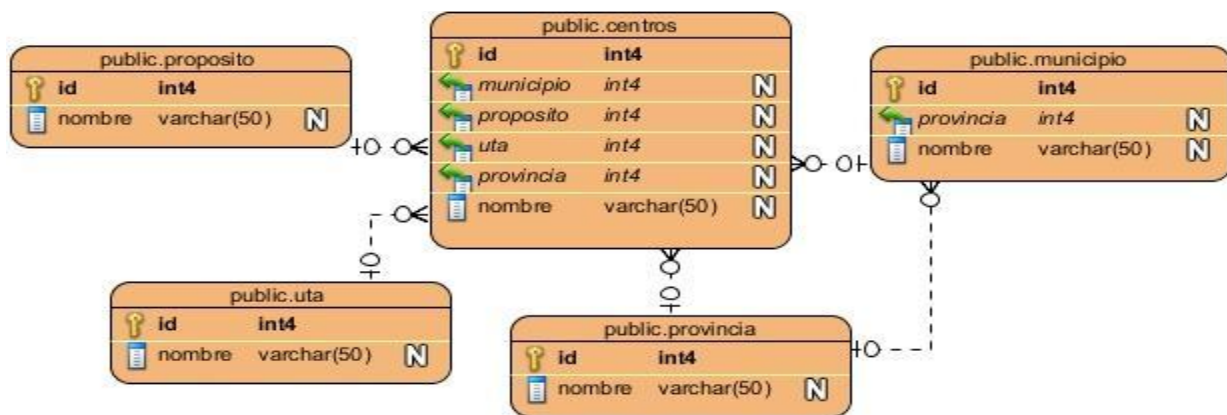 public.proposito
id int4
nombre varchar(50) N
public.centros
id int4
municipio int4 N
proposito int4 N
uta int4 N
provincia int4 N
nombre varchar(50) N
public.municipio
id int4
provincia int4 N
nombre varchar(50) N
public.uta
id int4
nombre varchar(50) N
public.provincia
id int4
nombre varchar(50) N